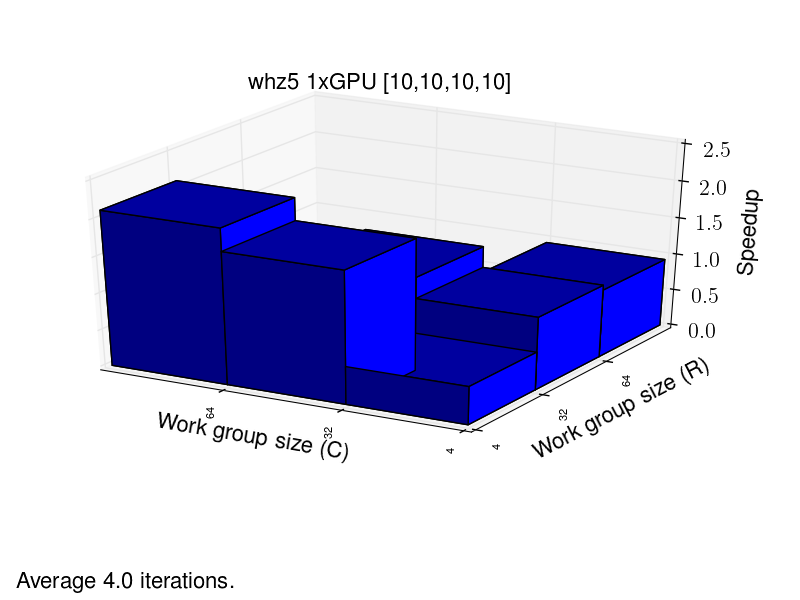 whz5 1xGPU [10,10,10,10]
2.5
2.0
1.5
1.0
0.5
0.0
Speedup
64
32
4
Work group size (C)
4
32
64
Work group size (R)
Average 4.0 iterations.